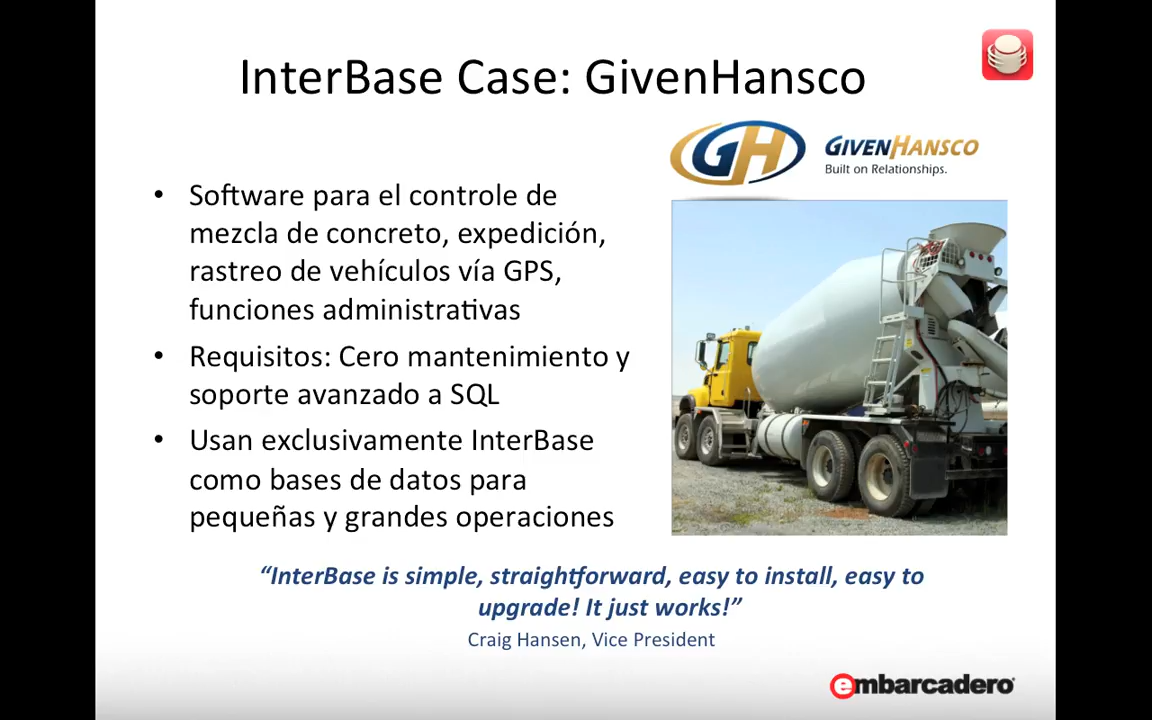 InterBase Case: GivenHansco
GH
GIVENHANSCO
Built on Relationships.
• Software para el controle de
mezcla de concreto, expedición,
rastreo de vehículos vía GPS,
funciones administrativas
• Requisitos: Cero mantenimiento y
soporte avanzado a SQL
• Usan exclusivamente InterBase
como bases de datos para
pequeñas y grandes operaciones
“InterBase is simple, straightforward, easy to install, easy to
upgrade! It just works!”
Craig Hansen, Vice President
embarcadero